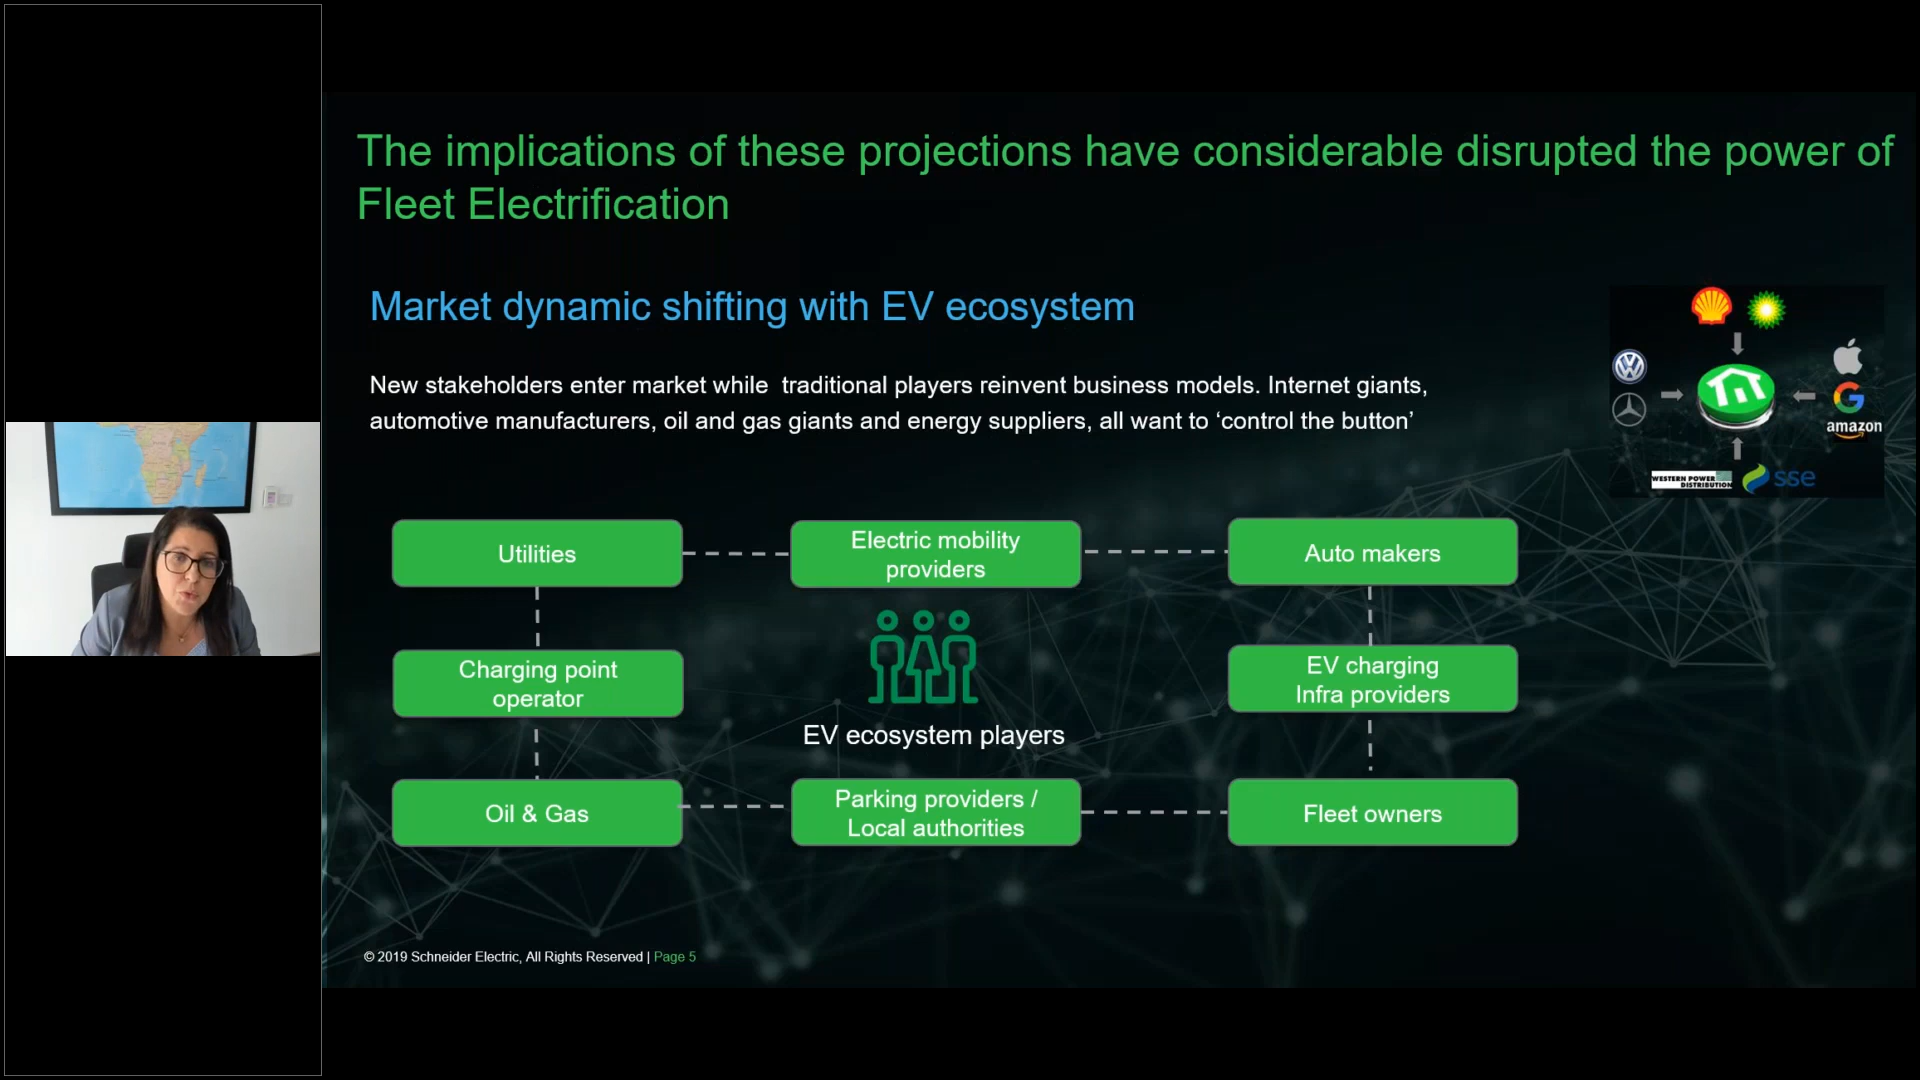 The implications of these projections have considerable disrupted the power of
Fleet Electrification
Market dynamic shifting with EV ecosystem
New stakeholders enter market while  traditional players reinvent business models. Internet giants,
automotive manufacturers, oil and gas giants and energy suppliers, all want to ‘control the button’
amazon
WESTERN POWER
DISTRIBUTION
sse
Utilities
Electric mobility
providers
Auto makers
Charging point
operator
EV charging
Infra providers
EV ecosystem players
Oil & Gas
Parking providers /
Local authorities
Fleet owners
© 2019 Schneider Electric, All Rights Reserved | Page 5